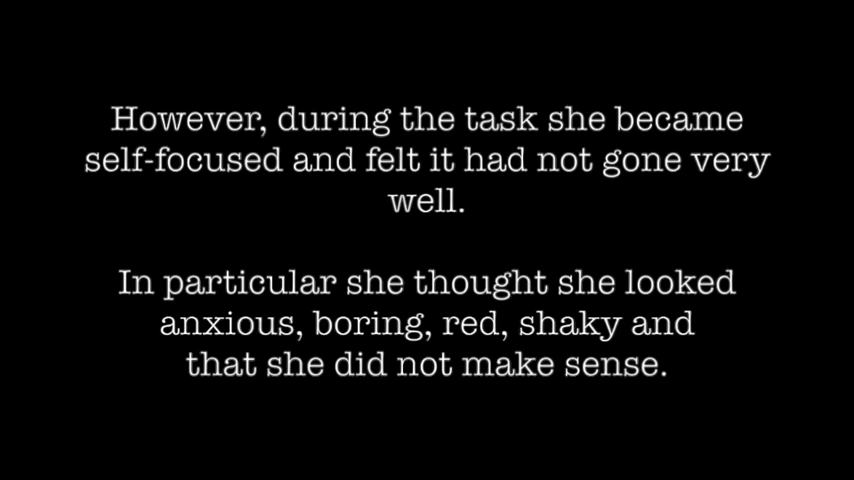 However, during the task she became
self-focused and felt it had not gone very
well.
In particular she thought she looked
anxious, boring, red, shaky and
that she did not make sense.